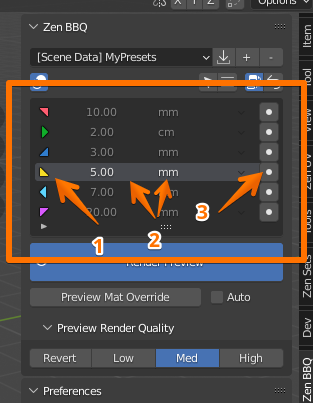 Options
Zen BBQ
[Scene Data] MyPresets
10.00 mm
2.00 cm
3.00 mm
5.00 mm
7.00 mm
20.00 mm
1 2 3
Render Preview
Preview Mat Override Auto
Preview Render Quality
Revert Low Med High
Preferences
Item
Tool
View
Zen UV
Tools
Zen Sets
Dev
Zen BBQ